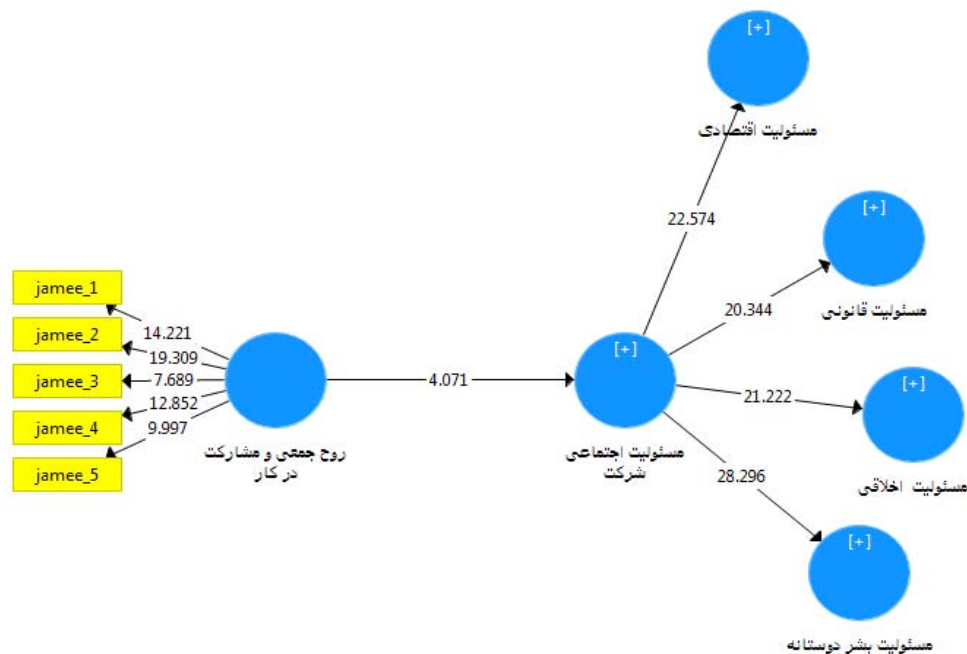 [+]
مسئولیت اقتصادی
22.574
[+]
مسئولیت قانونی
20.344
jamee_1
jamee_2
jamee_3
jamee_4
jamee_5
14.221
19.309
7.689
12.852
9.997
روح جمعی و مشارکت
در کار
4.071
[+]
مسئولیت اجتماعی
شرکت
21.222
[+]
مسئولیت اخلاقی
28.296
[+]
مسئولیت بشر دوستانه